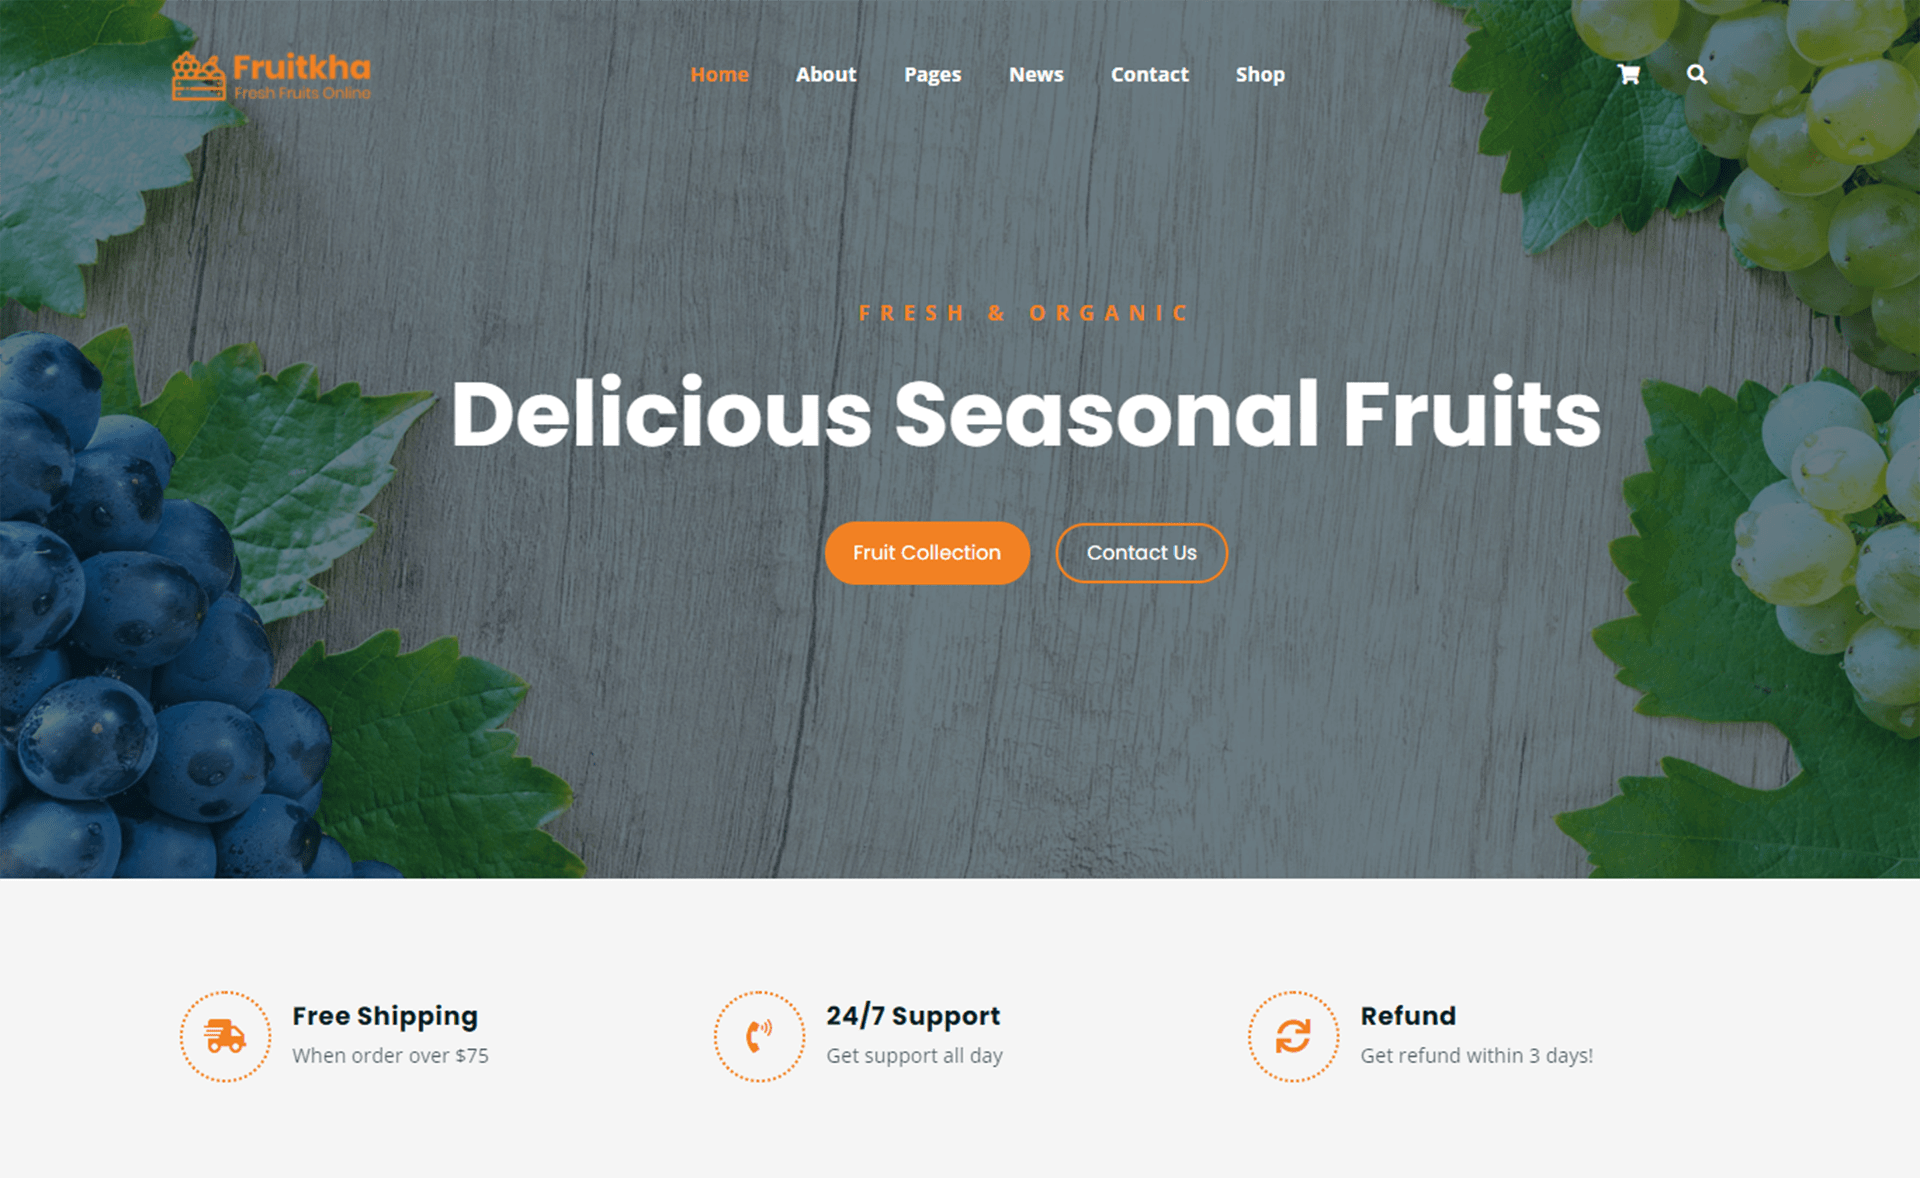 Fruitkha
Fresh Fruits Online
Home About Pages News Contact Shop
FRESH & ORGANIC
Delicious Seasonal Fruits
Fruit Collection
Contact Us
Free Shipping
When order over $75
24/7 Support
Get support all day
Refund
Get refund within 3 days!